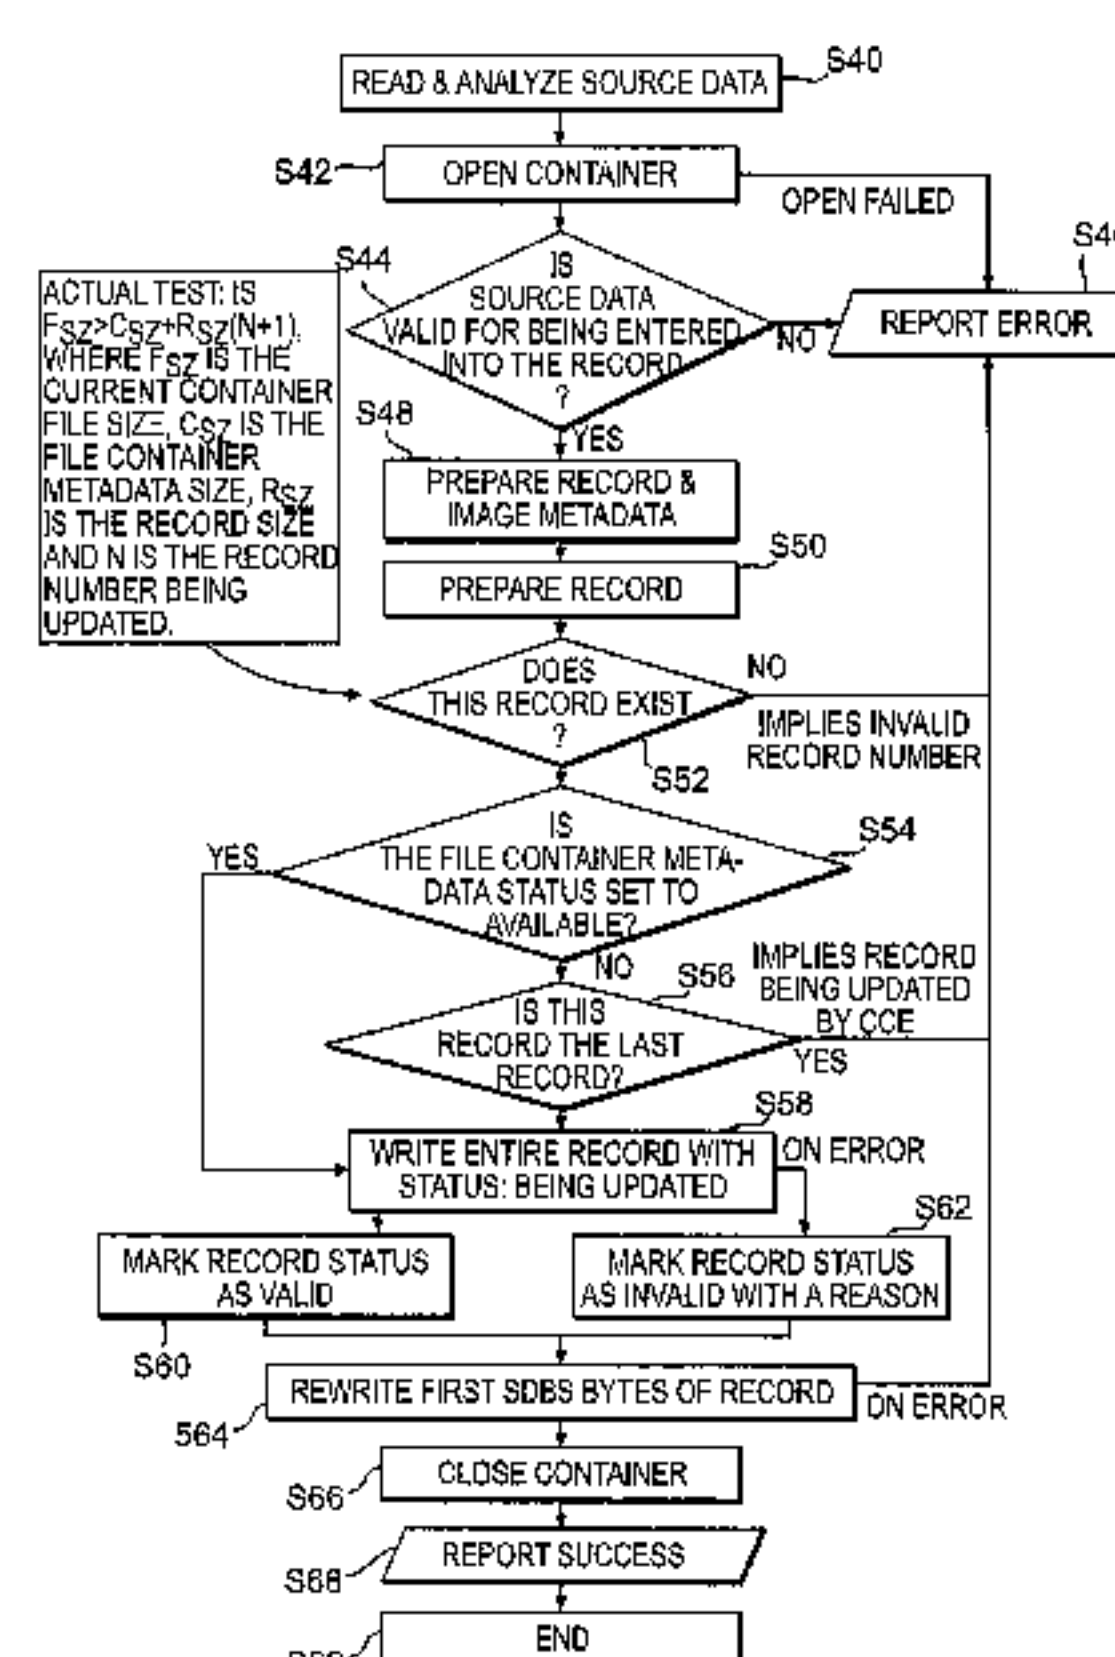 READ & ANALYZE SOURCE DATA
S40
S42
OPEN CONTAINER
OPEN FAILED
S44
IS
SOURCE DATA
VALID FOR BEING ENTERED
INTO THE RECORD
?
NO
REPORT ERROR
YES
ACTUAL TEST: IS
FSZ>CSZ+RSZ(N+1),
WHERE FSZ IS THE
CURRENT CONTAINER
FILE SIZE, CSZ IS THE
FILE CONTAINER
METADATA SIZE, RSZ
IS THE RECORD SIZE
AND N IS THE RECORD
NUMBER BEING
UPDATED.
S48
PREPARE RECORD &
IMAGE METADATA
S50
PREPARE RECORD
DOES
THIS RECORD EXIST
?
NO
IMPLIES INVALID
RECORD NUMBER
S52
IS
THE FILE CONTAINER META-
DATA STATUS SET TO
AVAILABLE?
S54
YES
NO
S56
IS THIS
RECORD THE LAST
RECORD?
IMPLIES RECORD
BEING UPDATED
BY CCE
YES
S58
WRITE ENTIRE RECORD WITH
STATUS: BEING UPDATED
ON ERROR
MARK RECORD STATUS
AS VALID
S60
S62
MARK RECORD STATUS
AS INVALID WITH A REASON
REWRITE FIRST SDBS BYTES OF RECORD
564
ON ERROR
CLOSE CONTAINER
S66
REPORT SUCCESS
S68
END